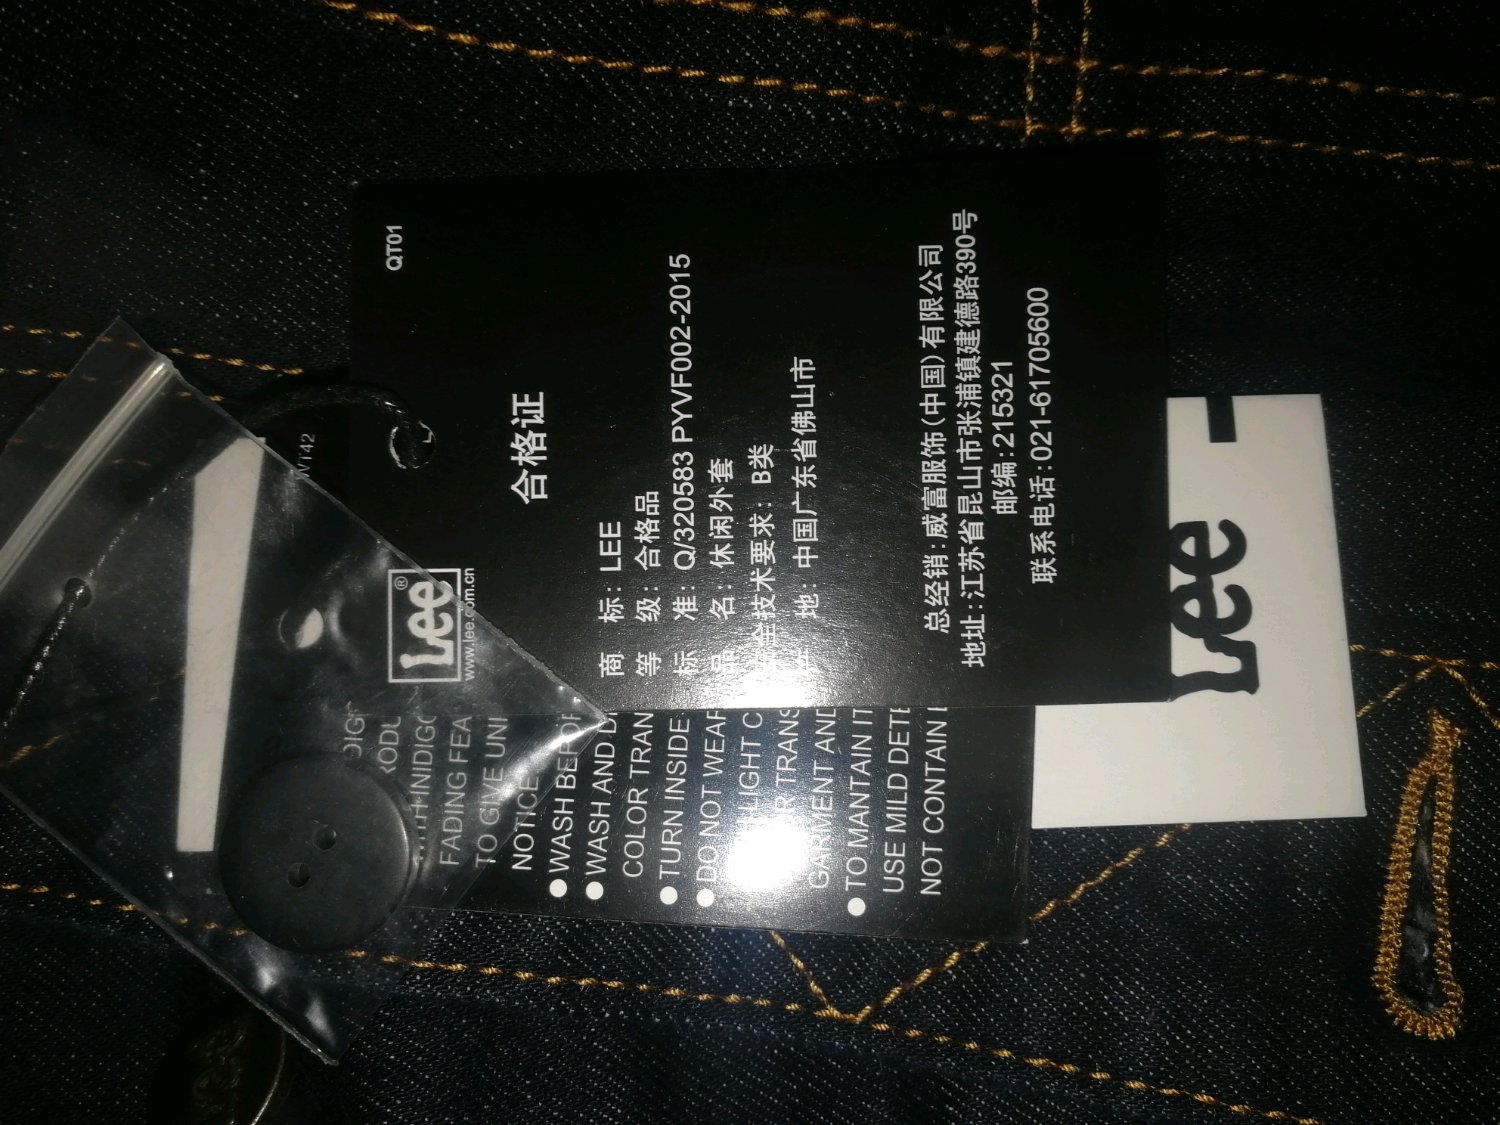 QT01
Lee®
www.lee.com.cn
合格证
商 标: LEE
等 级: 合格品
标 准: Q/320583 PYVF002-2015
品 名: 休闲外套
安全技术要求: B类
地: 中国广东省佛山市
总经销:威富服饰(中国)有限公司
地址:江苏省昆山市张浦镇建德路390号
邮编:215321
联系电话:021-61705600
FADING FEA
TO GIVE UNI
NOTICE
●WASH BEFOR
●WASH AND D
COLOR TRAN
●TURN INSIDE
●DO NOT WEAR
LIGHT C
TRANS
GARMENT AND
●TO MANTAIN IT
USE MILD DETE
NOT CONTAIN
Lee